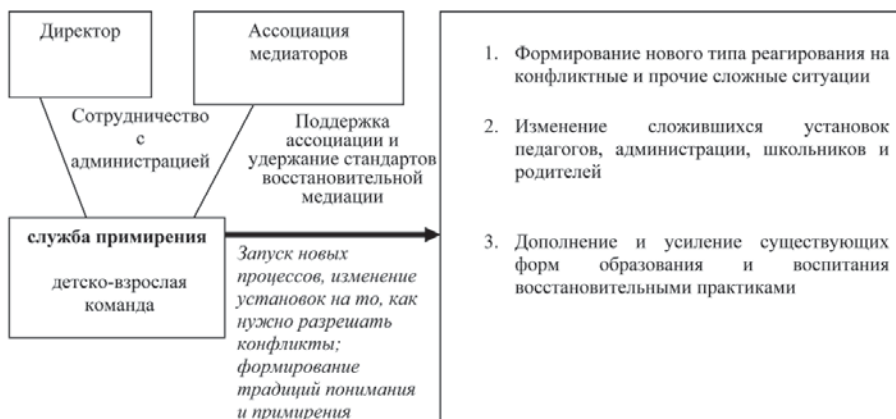 Директор
Ассоциация
медиаторов
Сотрудничество
с
администрацией
Поддержка
ассоциации и
удержание стандартов
восстановительной
медиации
служба примирения
детско-взрослая
команда
Запуск новых
процессов, изменение
установок на то, как
нужно разрешать
конфликты;
формирование
традиций понимания
и примирения
1. Формирование нового типа реагирования на
конфликтные и прочие сложные ситуации
2. Изменение сложившихся установок
педагогов, администрации, школьников и
родителей
3. Дополнение и усиление существующих
форм образования и воспитания
восстановительными практиками